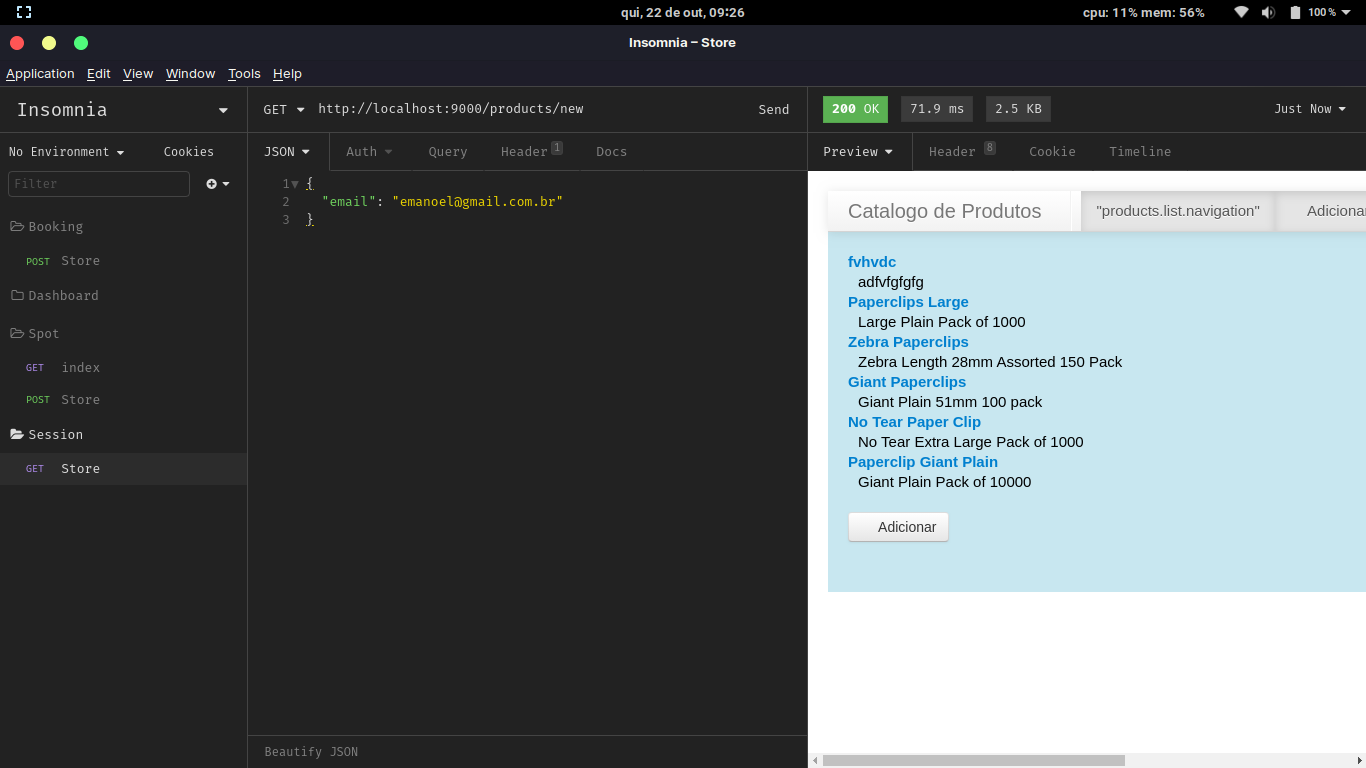 qui, 22 de out, 09:26
cpu: 11% mem: 56%
100 %
Insomnia – Store
Application Edit View Window Tools Help
Insomnia
GET http://localhost:9000/products/new Send
200 OK 71.9 ms 2.5 KB Just Now
No Environment Cookies
JSON Auth Query Header 1 Docs
Preview Header 8 Cookie Timeline
Filter
Booking
POST Store
Dashboard
Spot
GET index
POST Store
Session
GET Store
1 {
2 "email": "emanoel@gmail.com.br"
3 }
Beautify JSON
Catalogo de Produtos "products.list.navigation" Adiciona
fvhvdc
adfvfgfgfg
Paperclips Large
Large Plain Pack of 1000
Zebra Paperclips
Zebra Length 28mm Assorted 150 Pack
Giant Paperclips
Giant Plain 51mm 100 pack
No Tear Paper Clip
No Tear Extra Large Pack of 1000
Paperclip Giant Plain
Giant Plain Pack of 10000
Adicionar